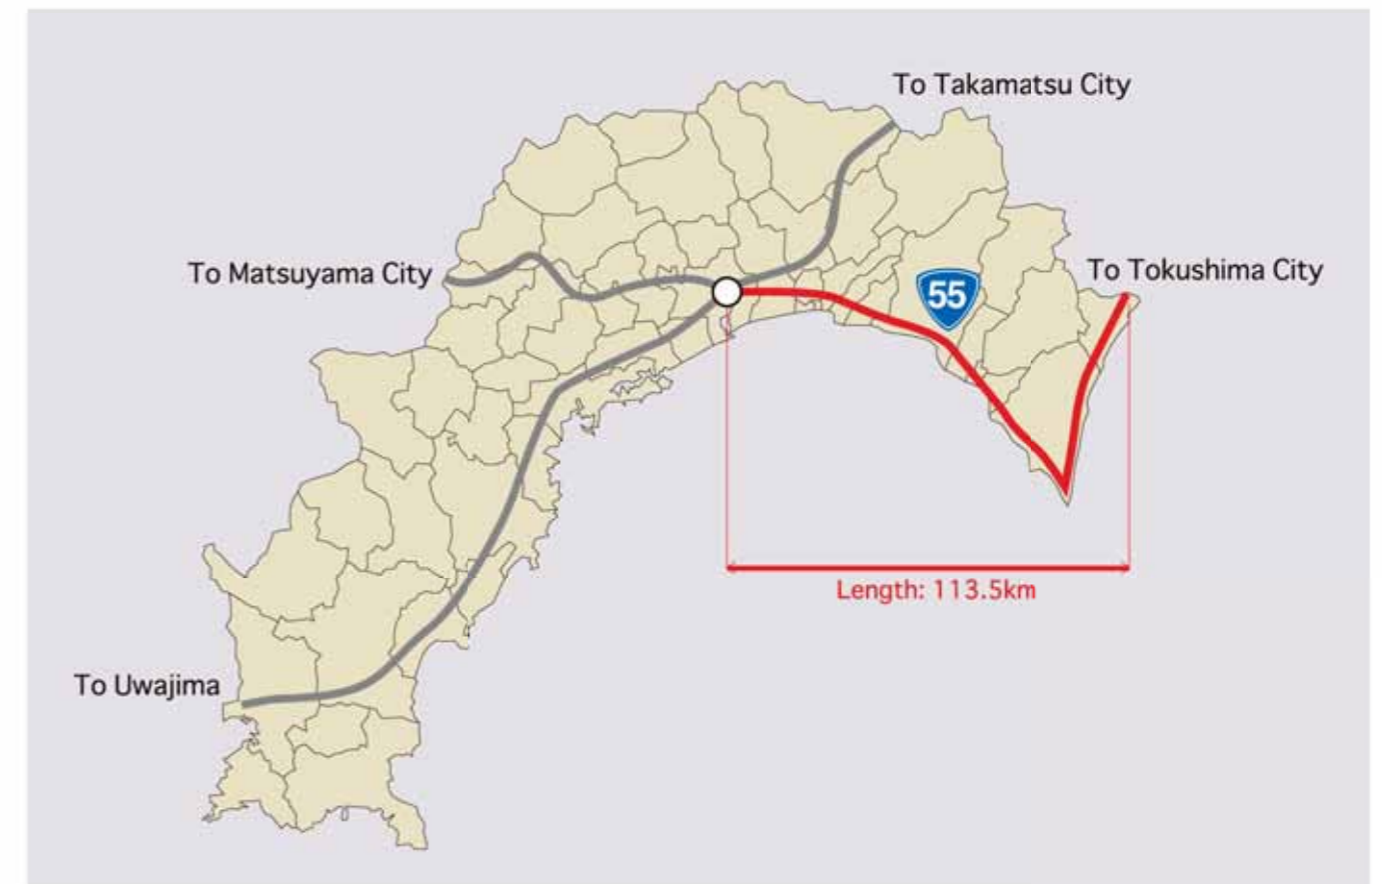 To Takamatsu City
To Matsuyama City
To Tokushima City
55
Length: 113.5km
To Uwajima